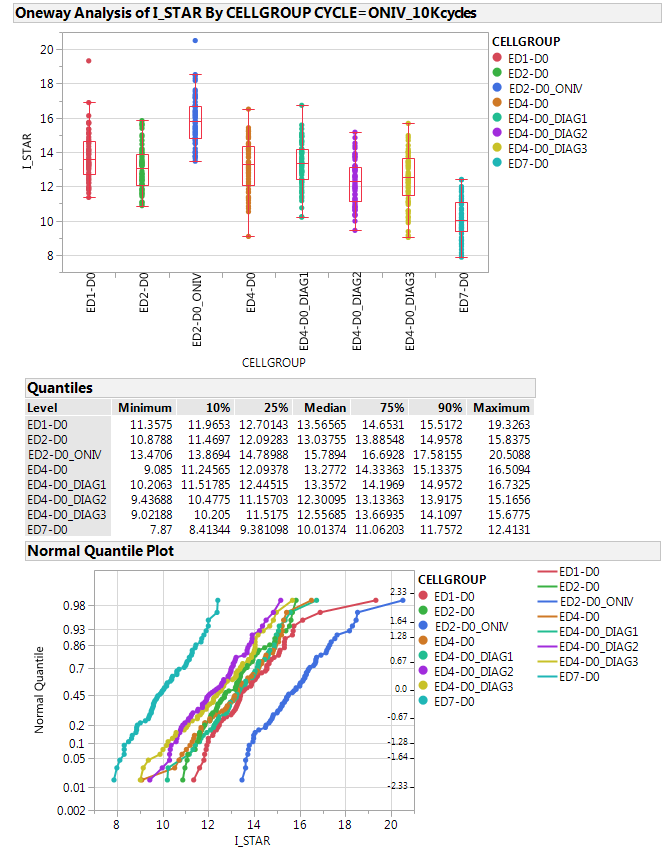 Oneway Analysis of I_STAR By CELLGROUP CYCLE=ONIV_10Kcycles
20
18
16
14
12
10
8
I_STAR
ED1-D0
ED2-D0
ED2-D0_ONIV
ED4-D0
ED4-D0_DIAG1
ED4-D0_DIAG2
ED4-D0_DIAG3
ED7-D0
CELLGROUP
CELLGROUP
ED1-D0
ED2-D0
ED2-D0_ONIV
ED4-D0
ED4-D0_DIAG1
ED4-D0_DIAG2
ED4-D0_DIAG3
ED7-D0
Quantiles
Level Minimum 10% 25% Median 75% 90% Maximum
ED1-D0 11.3575 11.9653 12.70143 13.56565 14.6531 15.5172 19.3263
ED2-D0 10.8788 11.4697 12.09283 13.03755 13.88548 14.9578 15.8375
ED2-D0_ONIV 13.4706 13.8694 14.78988 15.7894 16.6928 17.58155 20.5088
ED4-D0 9.085 11.24565 12.09378 13.2772 14.33363 15.13375 16.5094
ED4-D0_DIAG1 10.2063 11.51785 12.44515 13.3572 14.1969 14.9572 16.7325
ED4-D0_DIAG2 9.43688 10.4775 11.15703 12.30095 13.13363 13.9175 15.1656
ED4-D0_DIAG3 9.02188 10.205 11.5175 12.55685 13.66935 14.1097 15.6775
ED7-D0 7.87 8.41344 9.381098 10.01374 11.06203 11.7572 12.4131
Normal Quantile Plot
0.98
0.93
0.86
0.7
0.45
0.2
0.1
0.05
0.01
0.002
Normal Quantile
2.33
1.64
1.28
0.67
0.0
-0.67
-1.28
-1.64
-2.33
8 10 12 14 16 18 20
I_STAR
CELLGROUP
ED1-D0
ED2-D0
ED2-D0_ONIV
ED4-D0
ED4-D0_DIAG1
ED4-D0_DIAG2
ED4-D0_DIAG3
ED7-D0
ED1-D0
ED2-D0
ED2-D0_ONIV
ED4-D0
ED4-D0_DIAG1
ED4-D0_DIAG2
ED4-D0_DIAG3
ED7-D0